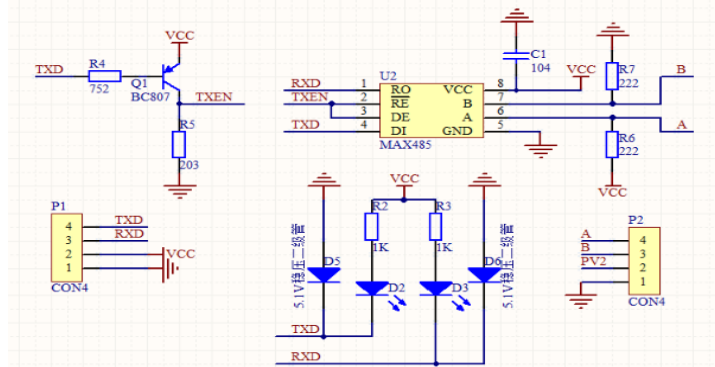 VCC
TXD
R4
752
Q1
BC807
TXEN
R5
203
C1
104
VCC
R7
222
B
U2
RXD
TXEN
TXD
1
2
3
4
RO
RE
DE
DI
VCC
B
A
GND
8
7
6
5
MAX485
A
R6
222
VCC
P1
4
3
2
1
TXD
RXD
VCC
CON4
VCC
R2
1K
R3
1K
5.1V稳压二级管
D5
D2
D3
D6
5.1V稳压二级管
TXD
RXD
P2
A
B
PV2
4
3
2
1
CON4